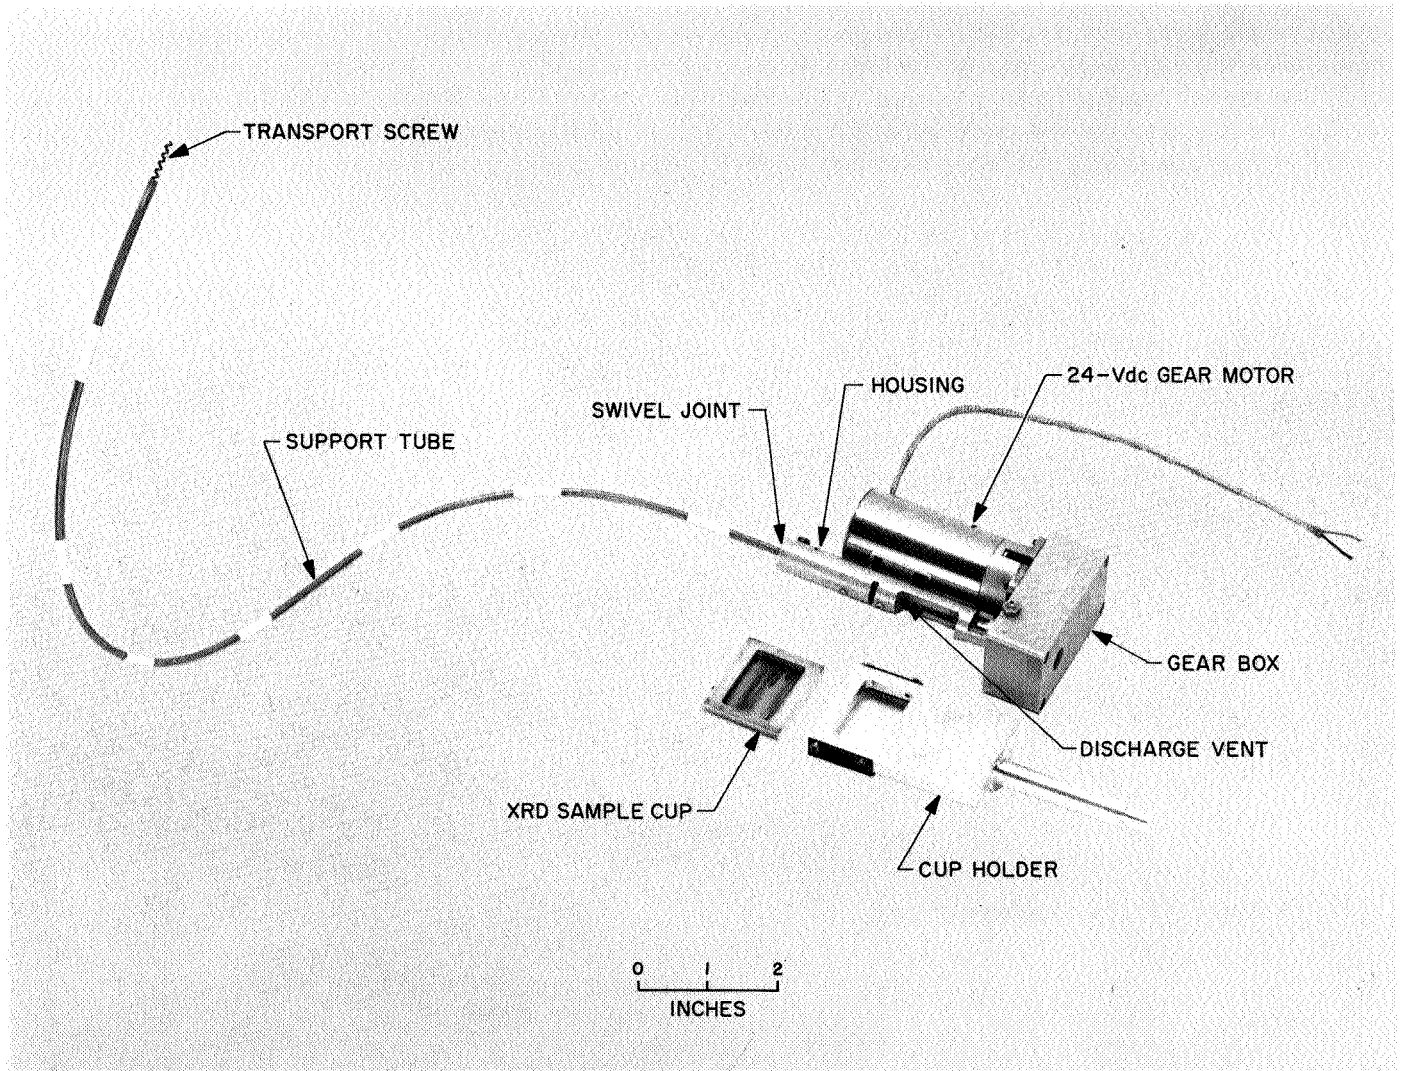 TRANSPORT SCREW
HOUSING
24-Vdc GEAR MOTOR
SWIVEL JOINT
SUPPORT TUBE
GEAR BOX
DISCHARGE VENT
XRD SAMPLE CUP
CUP HOLDER
0 1 2
INCHES